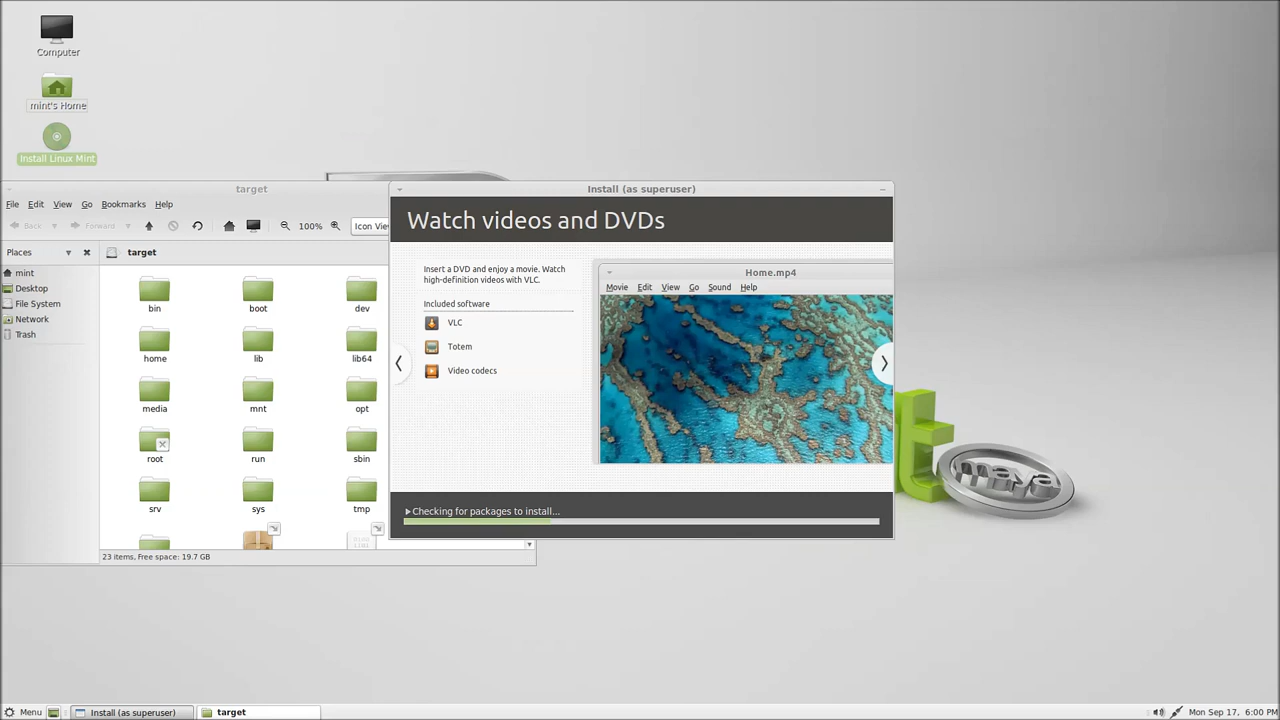 Computer
mint's Home
Install Linux Mint
target
File Edit View Go Bookmarks Help
Back Forward 100% Icon Vie
Places
target
mint
Desktop
File System
Network
Trash
bin boot dev
home lib lib64
media mnt opt
root run sbin
srv sys tmp
23 items, Free space: 19.7 GB
Install (as superuser)
Watch videos and DVDs
Insert a DVD and enjoy a movie. Watch
high-definition videos with VLC.
Included software
VLC
Totem
Video codecs
Home.mp4
Movie Edit View Go Sound Help
Checking for packages to install...
t
maya
Menu Install (as superuser) target Mon Sep 17, 6:00 PM